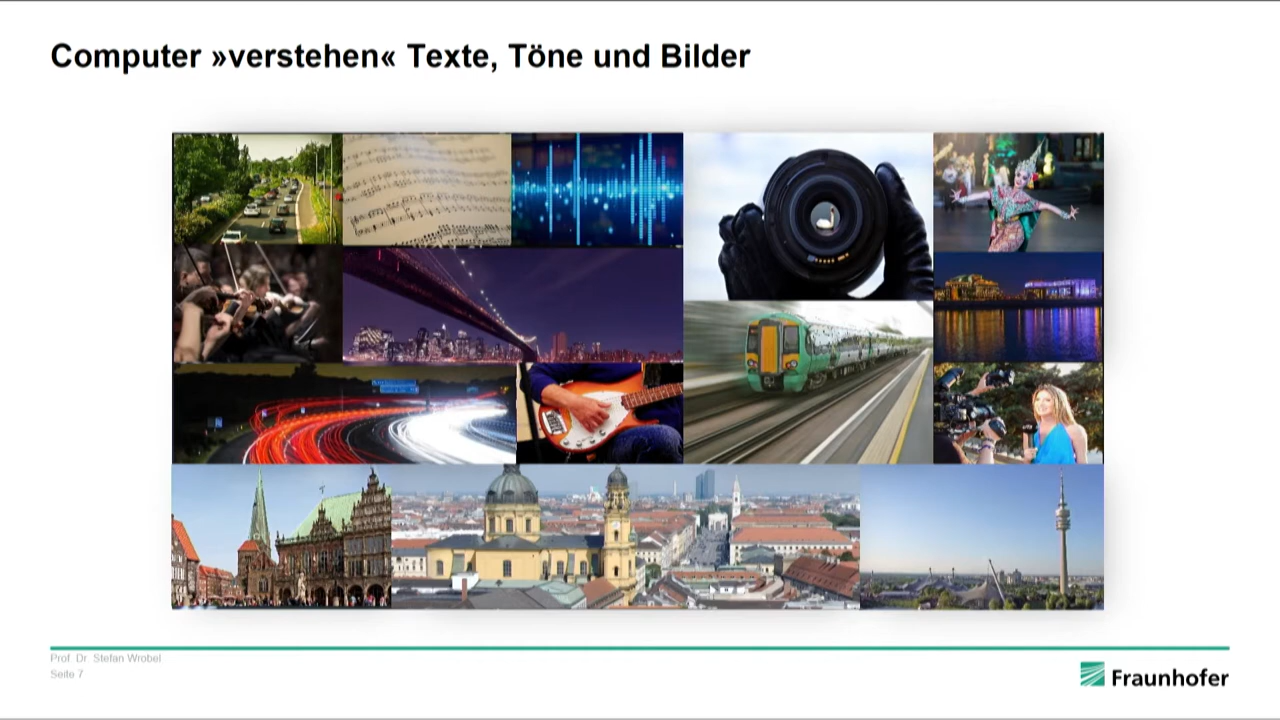 Computer »verstehen« Texte, Töne und Bilder
Prof. Dr. Stefan Wrobel
Seite 7
Fraunhofer